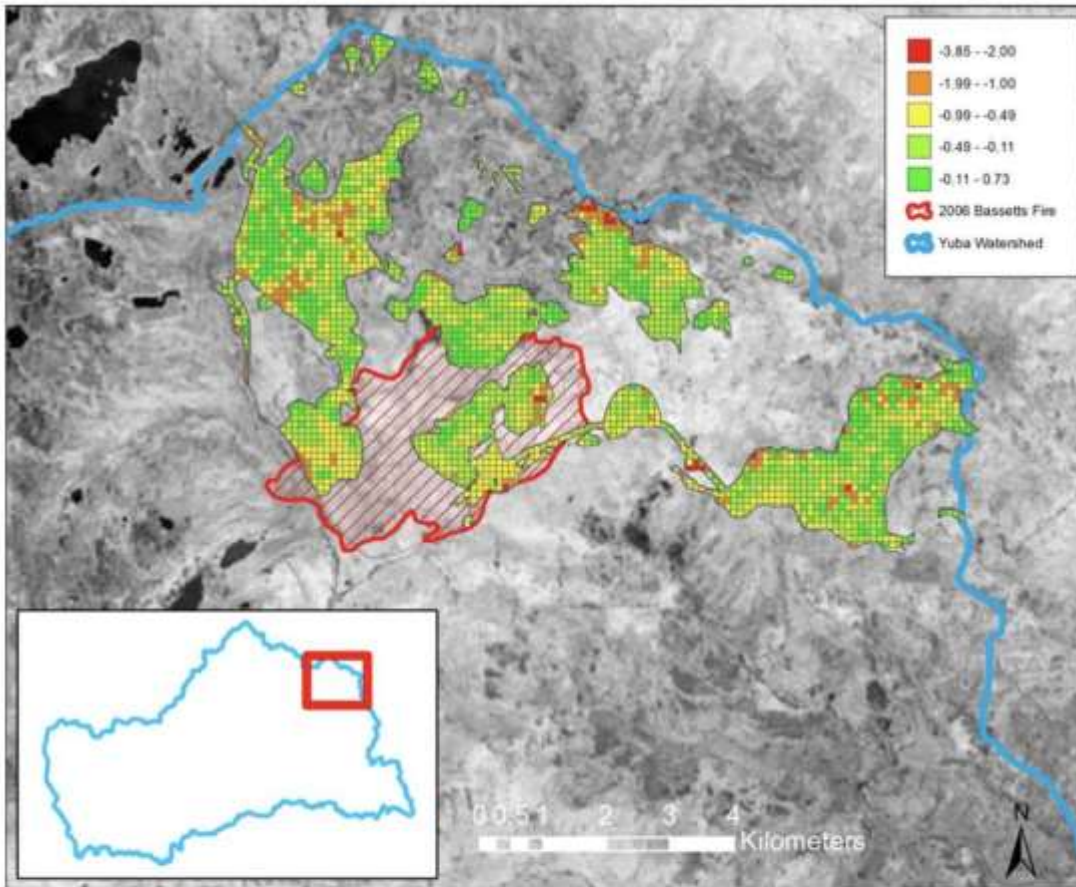 -3.85 - -2.00
-1.99 - -1.00
-0.99 - -0.49
-0.49 - -0.11
-0.11 - 0.73
2006 Bassetts Fire
Yuba Watershed
0 0.5 1 2 3 4
Kilometers
N